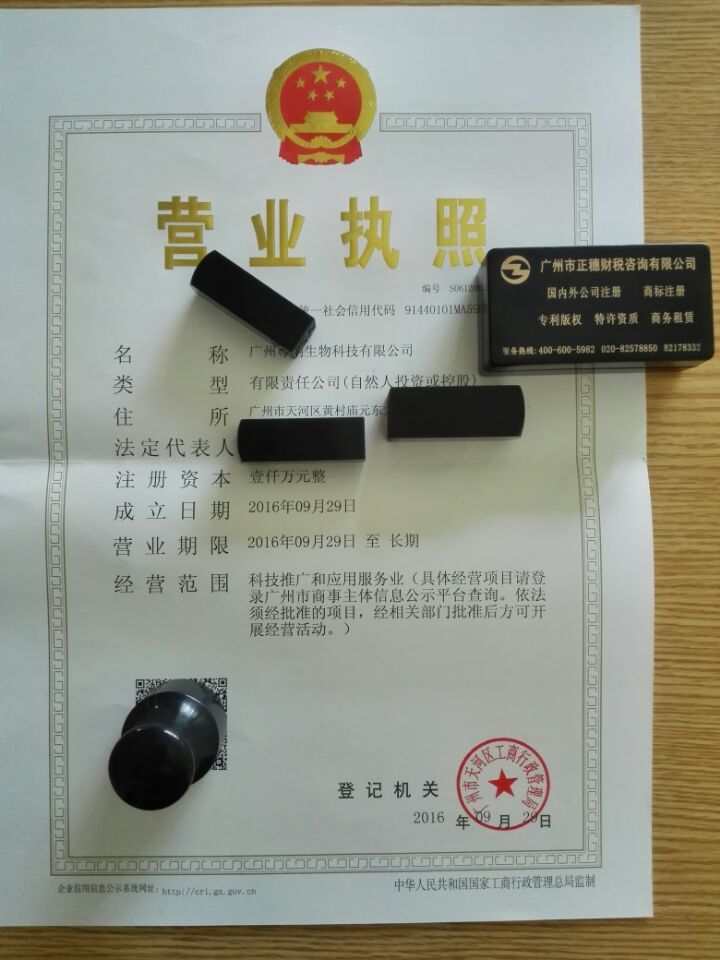 营业执照
编号 S06120
统一社会信用代码 91440101MA59
广州市正穗财税咨询有限公司
国内外公司注册 商标注册
专利版权 特许资质 商务租赁
服务热线:400-600-5982 020-82578850 82178332
名称 广州 生物科技有限公司
类型 有限责任公司(自然人投资或控股)
住所 广州市天河区黄村庙元东
法定代表人
注册资本 壹仟万元整
成立日期 2016年09月29日
营业期限 2016年09月29日 至 长期
经营范围 科技推广和应用服务业（具体经营项目请登
录广州市商事主体信息公示平台查询。依法
须经批准的项目，经相关部门批准后方可开
展经营活动。）
登记机关
广州市天河区工商行政管理局
2016 年 09 月 29 日
企业信用信息公示系统网址: http://cri.gz.gov.cn
中华人民共和国国家工商行政管理总局监制